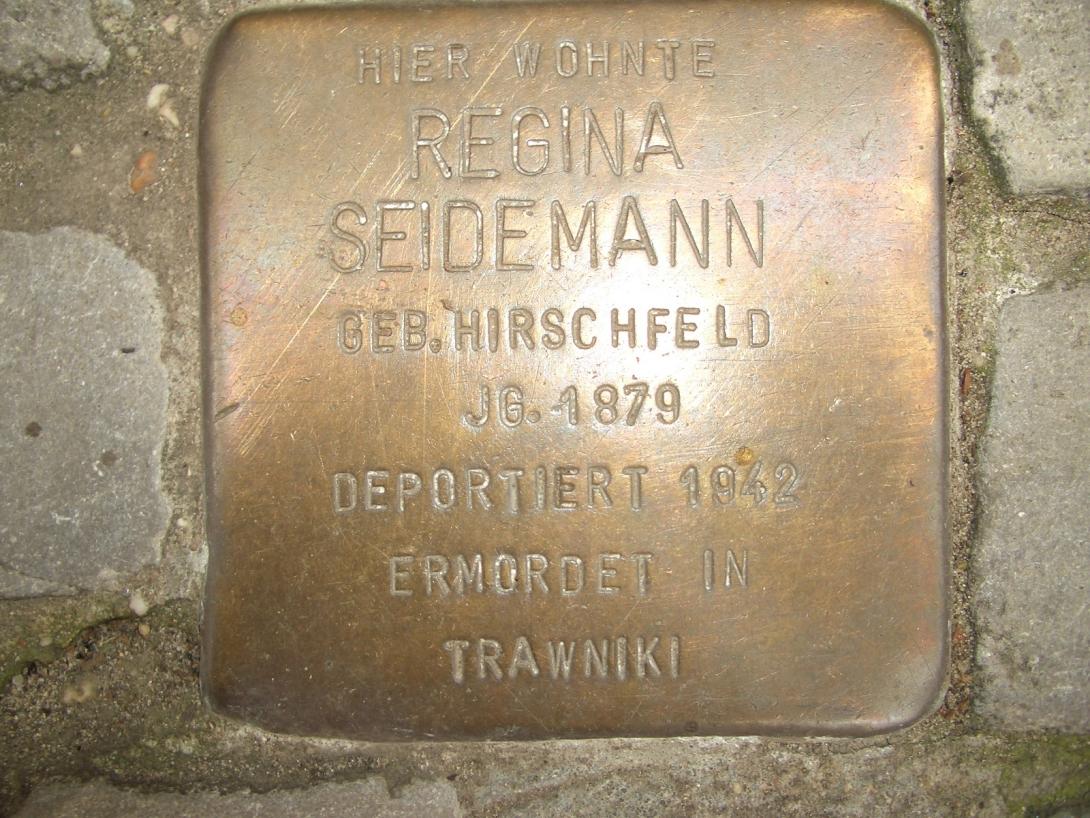 HIER WOHNTE
REGINA
SEIDEMANN
GEB. HIRSCHFELD
JG. 1879
DEPORTIERT 1942
ERMORDET IN
TRAWNIKI